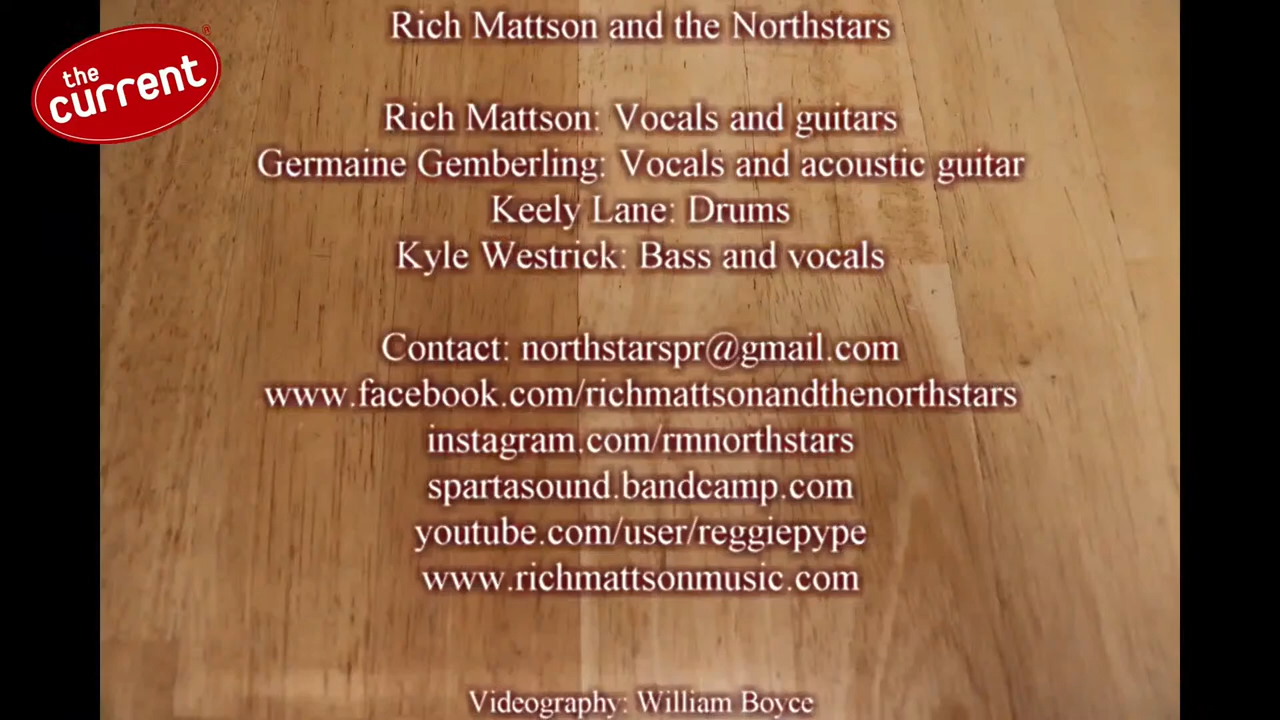 the
current
Rich Mattson and the Northstars
Rich Mattson: Vocals and guitars
Germaine Gemberling: Vocals and acoustic guitar
Keely Lane: Drums
Kyle Westrick: Bass and vocals
Contact: northstarspr@gmail.com
www.facebook.com/richmattsonandthenorthstars
instagram.com/rmnorthstars
spartasound.bandcamp.com
youtube.com/user/reggiepype
www.richmattsonmusic.com
Videography: William Boyce